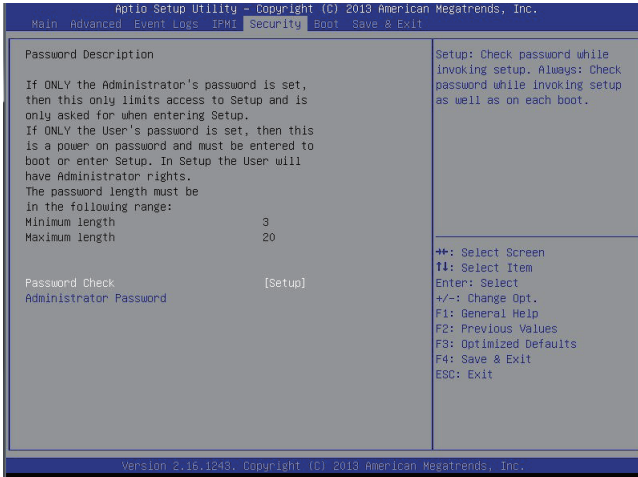 Aptio Setup Utility – Copyright (C) 2013 American Megatrends, Inc.
Main Advanced Event Logs IPMI Security Boot Save & Exit
Password Description
If ONLY the Administrator's password is set,
then this only limits access to Setup and is
only asked for when entering Setup.
If ONLY the User's password is set, then this
is a power on password and must be entered to
boot or enter Setup. In Setup the User will
have Administrator rights.
The password length must be
in the following range:
Minimum length 3
Maximum length 20
Password Check [Setup]
Administrator Password
Setup: Check password while
invoking setup. Always: Check
password while invoking setup
as well as on each boot.
→←: Select Screen
↑↓: Select Item
Enter: Select
+/-: Change Opt.
F1: General Help
F2: Previous Values
F3: Optimized Defaults
F4: Save & Exit
ESC: Exit
Version 2.16.1243. Copyright (C) 2013 American Megatrends, Inc.